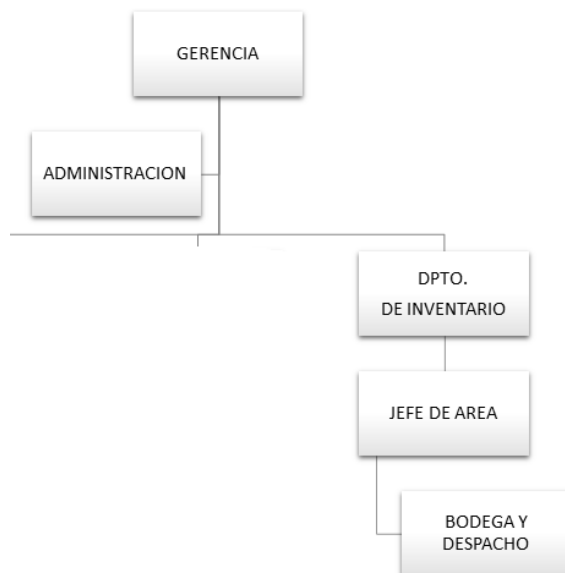 GERENCIA
ADMINISTRACION
DPTO.
DE INVENTARIO
JEFE DE AREA
BODEGA Y
DESPACHO